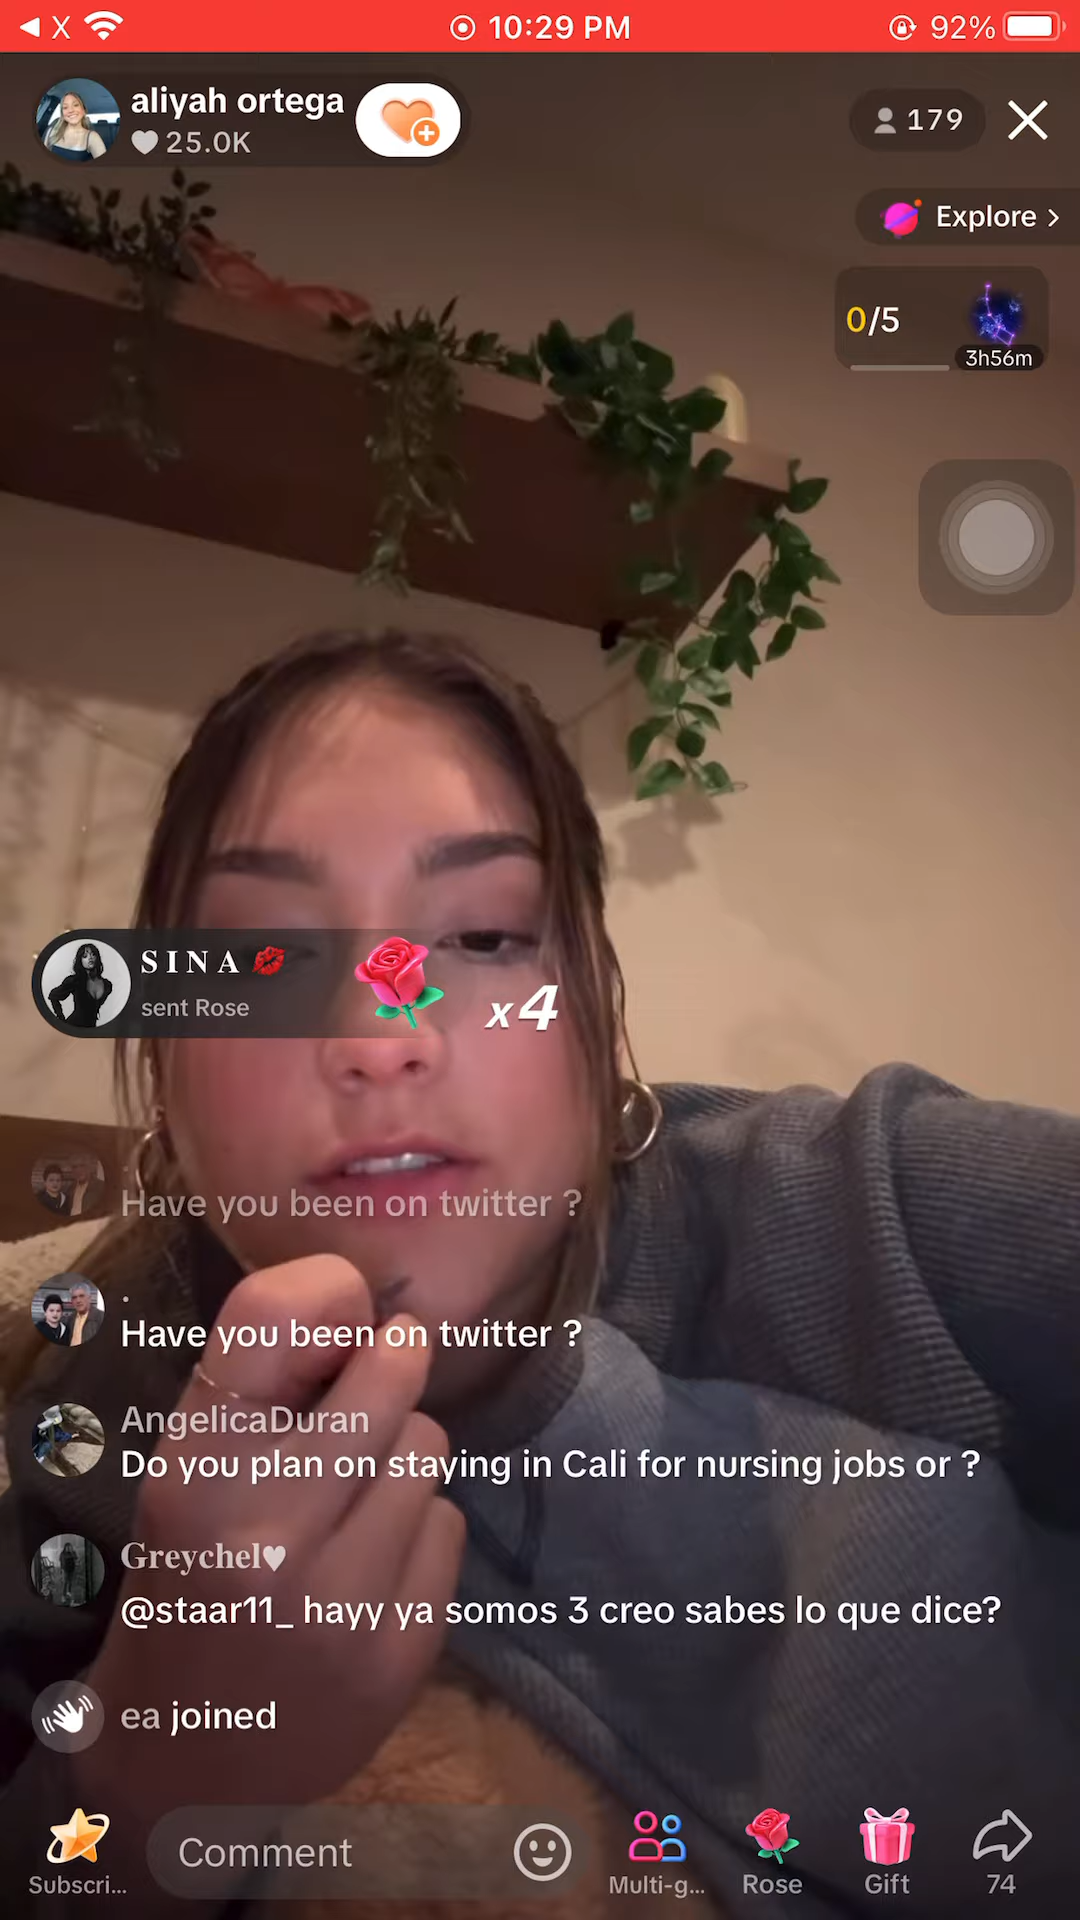 X 10:29 PM 92%
aliyah ortega
25.0K
179
Explore >
0/5
3h56m
S I N A
sent Rose
x4
.
Have you been on twitter ?
.
Have you been on twitter ?
AngelicaDuran
Do you plan on staying in Cali for nursing jobs or ?
Greychel♥
@staar11_ hayy ya somos 3 creo sabes lo que dice?
ea joined
Comment
Subscri...
Multi-g...
Rose
Gift
74